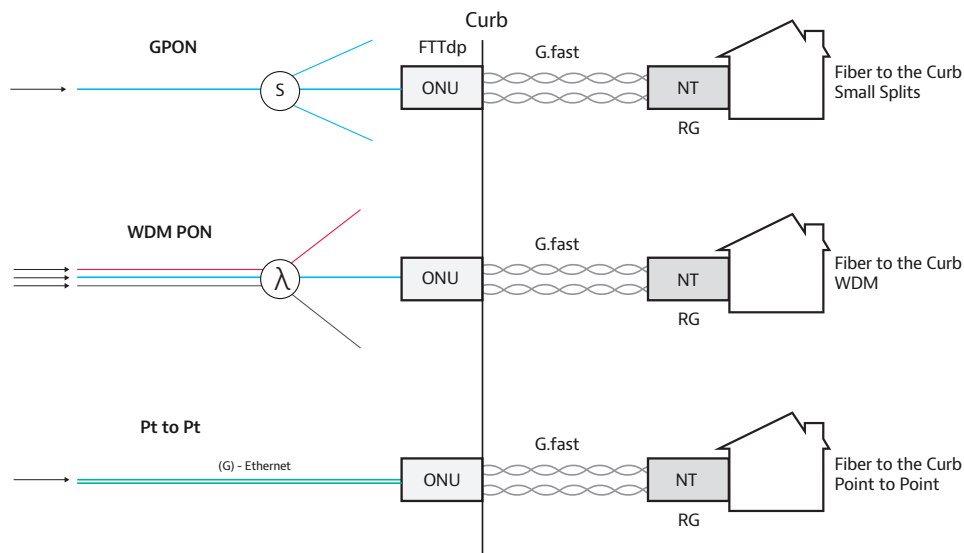 Curb
GPON
FTTdp
G.fast
S
ONU
NT
RG
Fiber to the Curb
Small Splits
WDM PON
G.fast
λ
ONU
NT
RG
Fiber to the Curb
WDM
Pt to Pt
G.fast
(G) - Ethernet
ONU
NT
RG
Fiber to the Curb
Point to Point